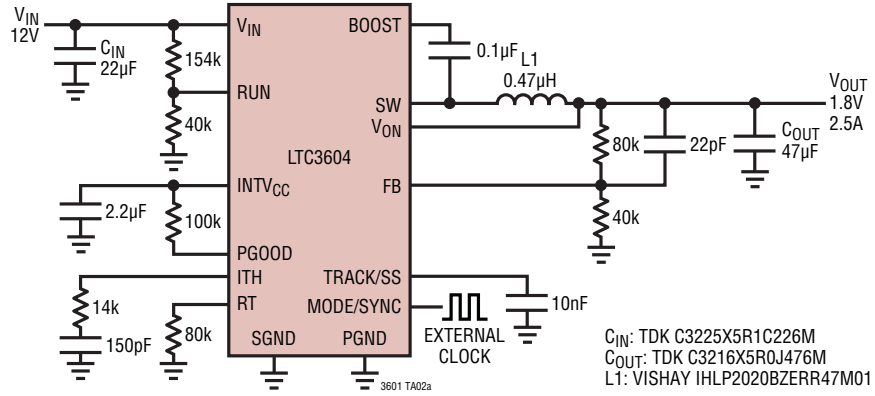 VIN
12V
CIN
22µF
154k
40k
VIN
RUN
BOOST
0.1µF
L1
0.47µH
SW
VON
VOUT
1.8V
2.5A
LTC3604
80k
22pF
COUT
47µF
INTVCC
FB
2.2µF
100k
40k
PGOOD
ITH
TRACK/SS
14k
RT
MODE/SYNC
10nF
150pF
80k
SGND
PGND
EXTERNAL
CLOCK
3601 TA02a
CIN: TDK C3225X5R1C226M
COUT: TDK C3216X5R0J476M
L1: VISHAY IHLP2020BZERR47M01